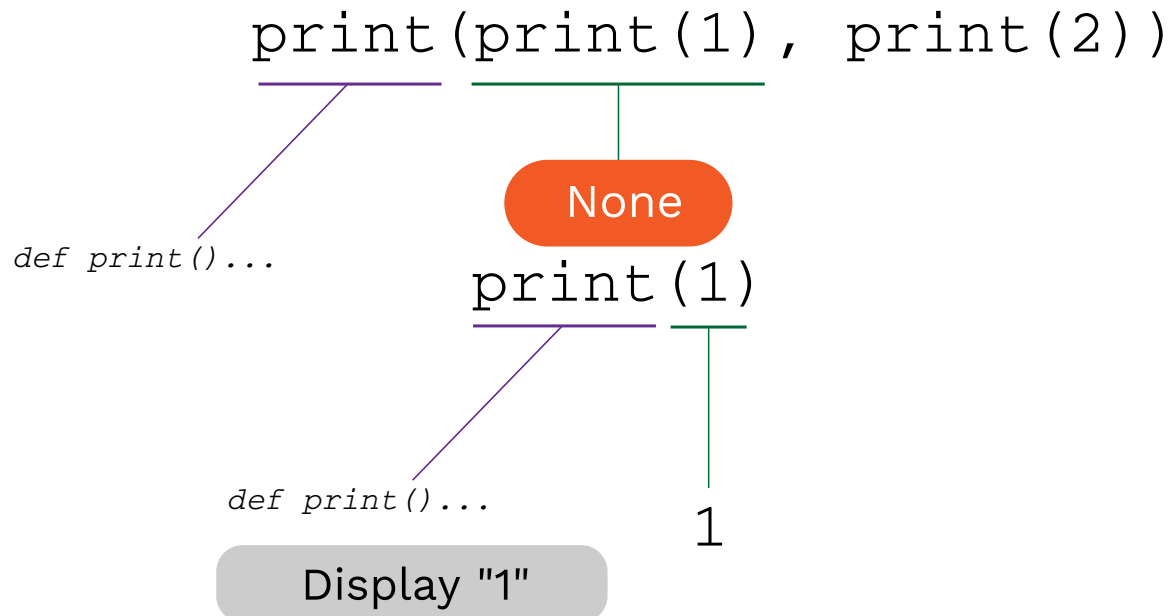 print(print(1), print(2))
None
def print()...
print(1)
def print()...
1
Display "1"